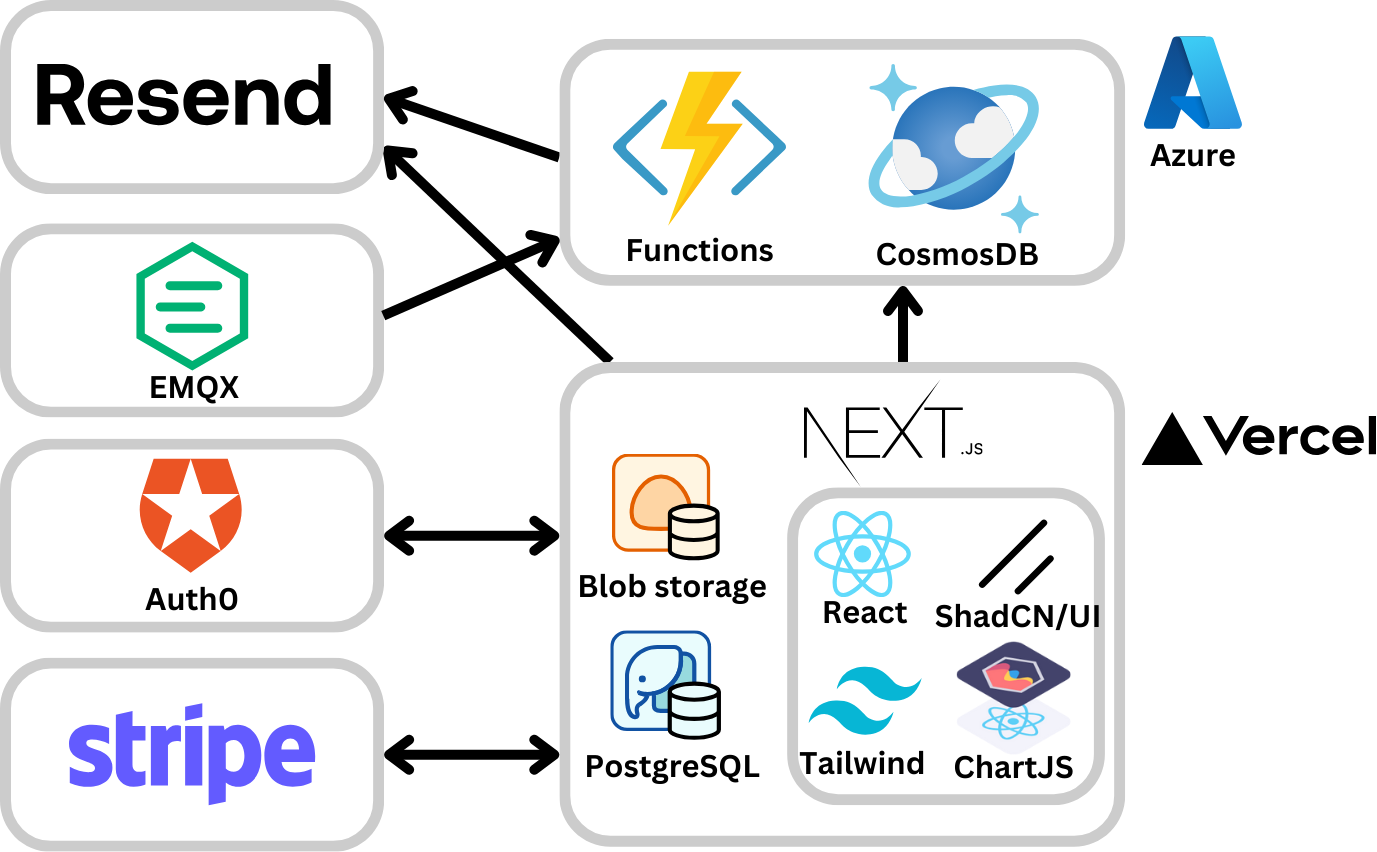 Resend
Functions
CosmosDB
Azure
EMQX
NEXT.JS
Vercel
Auth0
Blob storage
React
ShadCN/UI
stripe
PostgreSQL
Tailwind
ChartJS